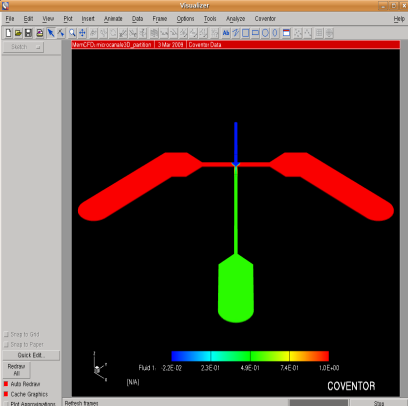 Visualizer
File Edit View Plot Insert Animate Data Frame Options Tools Analyze Coventor Help
Sketch
MemCFD:microcanale3D_partition | 3 Mar 2009 | Coventor Data
Snap to Grid
Snap to Paper
Quick Edit...
Redraw
All
Auto Redraw
Cache Graphics
Plot Approximations
Fluid 1: -2.2E-02 2.3E-01 4.9E-01 7.4E-01 1.0E+00
[N/A]
COVENTOR
Refresh frames Stop